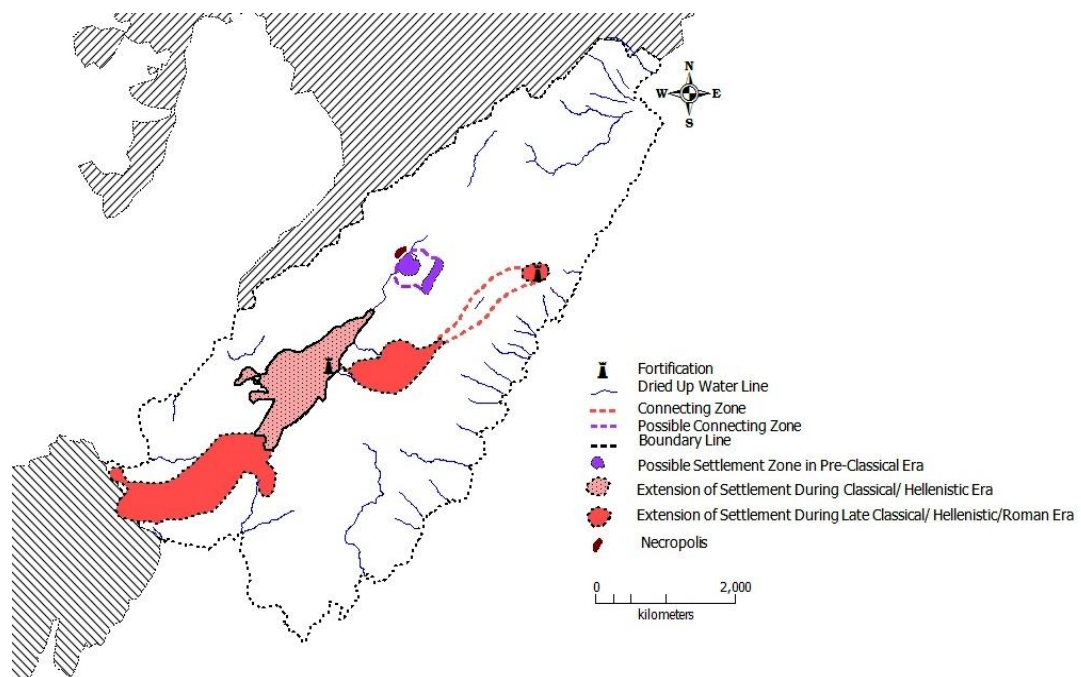 N
W E
S
Fortification
Dried Up Water Line
Connecting Zone
Possible Connecting Zone
Boundary Line
Possible Settlement Zone in Pre-Classical Era
Extension of Settlement During Classical/ Hellenistic Era
Extension of Settlement During Late Classical/ Hellenistic/Roman Era
Necropolis
0 2,000
kilometers